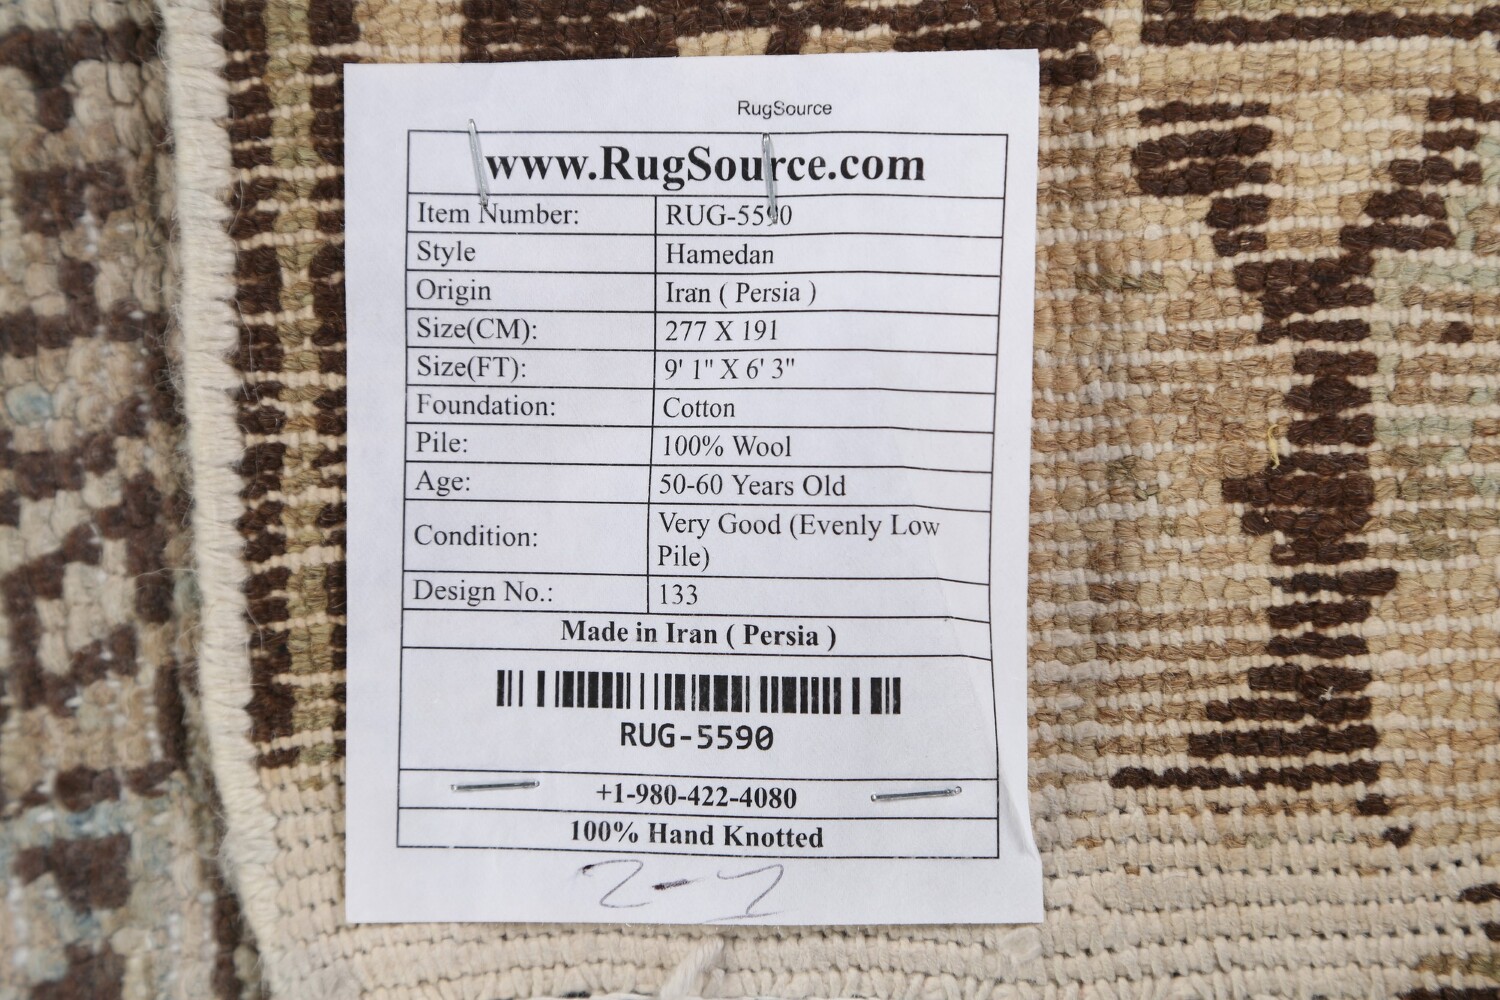 RugSource
www.RugSource.com
Item Number: RUG-5590
Style Hamedan
Origin Iran ( Persia )
Size(CM): 277 X 191
Size(FT): 9' 1" X 6' 3"
Foundation: Cotton
Pile: 100% Wool
Age: 50-60 Years Old
Condition: Very Good (Evenly Low
Pile)
Design No.: 133
Made in Iran ( Persia )
RUG-5590
+1-980-422-4080
100% Hand Knotted